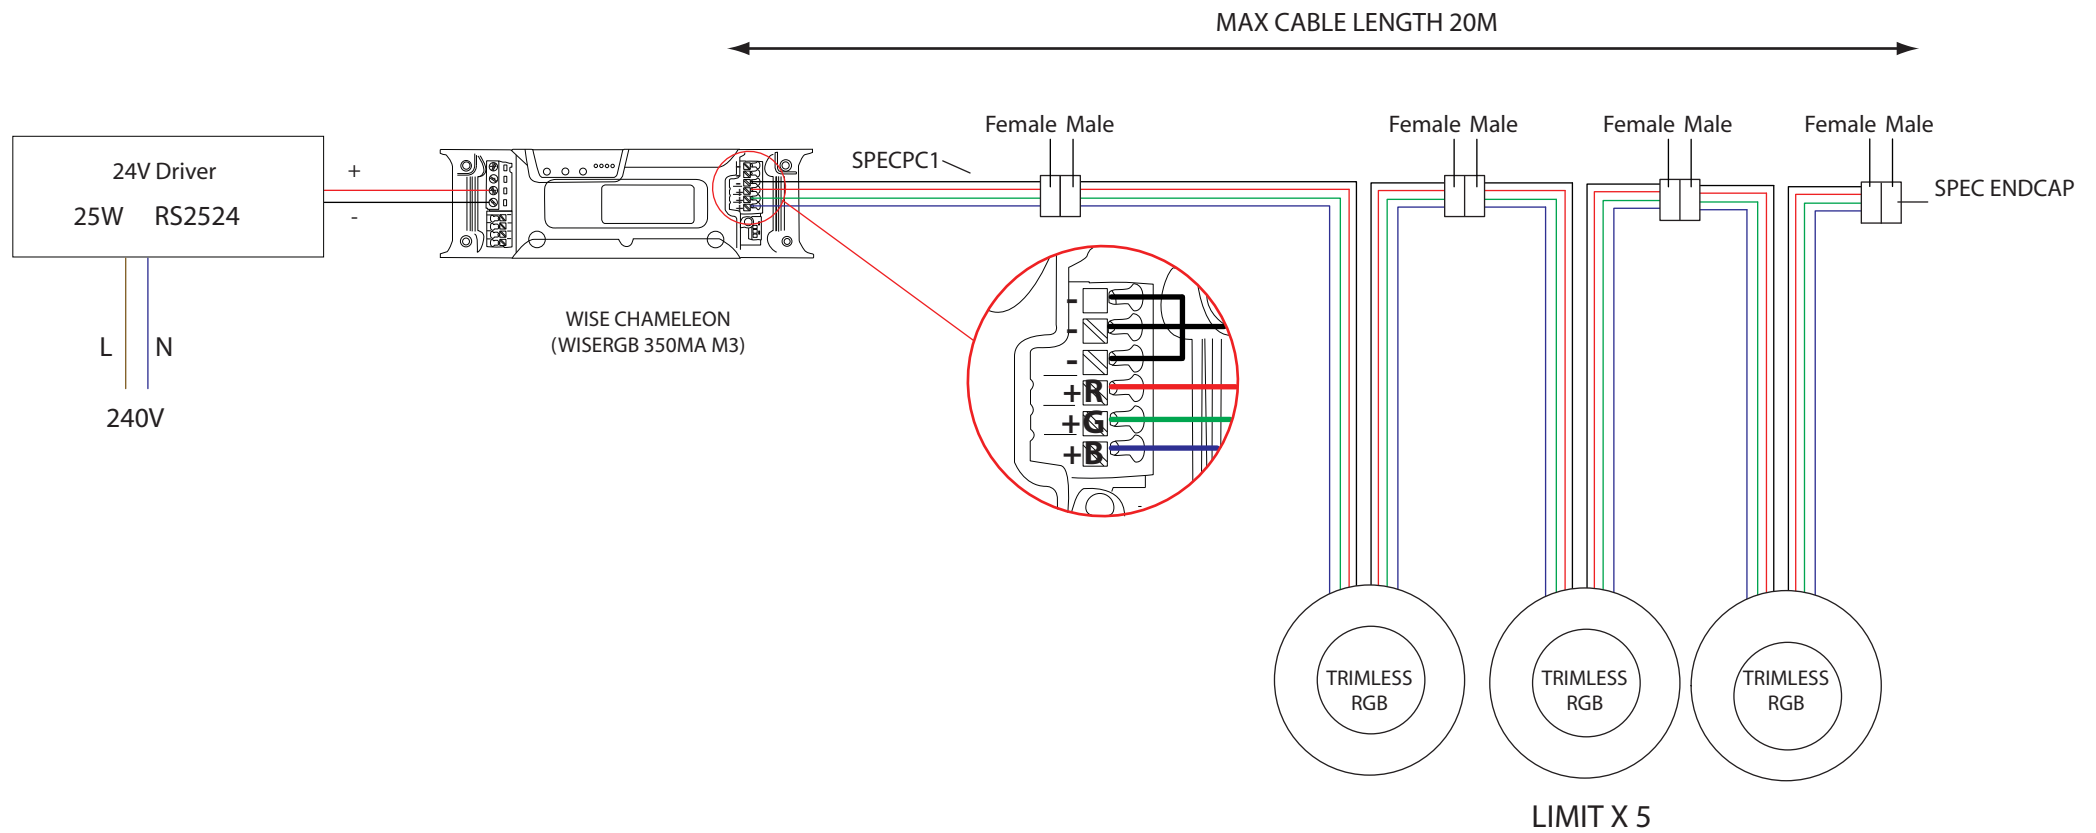 MAX CABLE LENGTH 20M
Female Male
Female Male
Female Male
Female Male
24V Driver
25W RS2524
+
-
SPECPC1
SPEC ENDCAP
WISE CHAMELEON
(WISERGB 350MA M3)
L N
240V
-
-
-
+R
+G
+B
-
TRIMLESS
RGB
TRIMLESS
RGB
TRIMLESS
RGB
LIMIT X 5